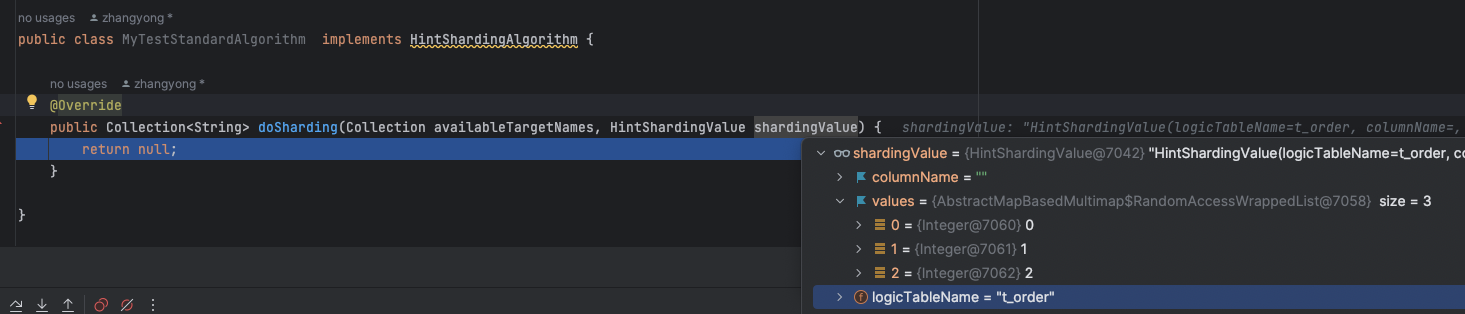 no usages zhangyong *
public class MyTestStandardAlgorithm implements HintShardingAlgorithm {
no usages zhangyong *
@Override
public Collection<String> doSharding(Collection availableTargetNames, HintShardingValue shardingValue) { shardingValue: "HintShardingValue(logicTableName=t_order, columnName=,
return null;
}
}
shardingValue = {HintShardingValue@7042} "HintShardingValue(logicTableName=t_order, co
columnName = ""
values = {AbstractMapBasedMultimap$RandomAccessWrappedList@7058} size = 3
0 = {Integer@7060} 0
1 = {Integer@7061} 1
2 = {Integer@7062} 2
f logicTableName = "t_order"